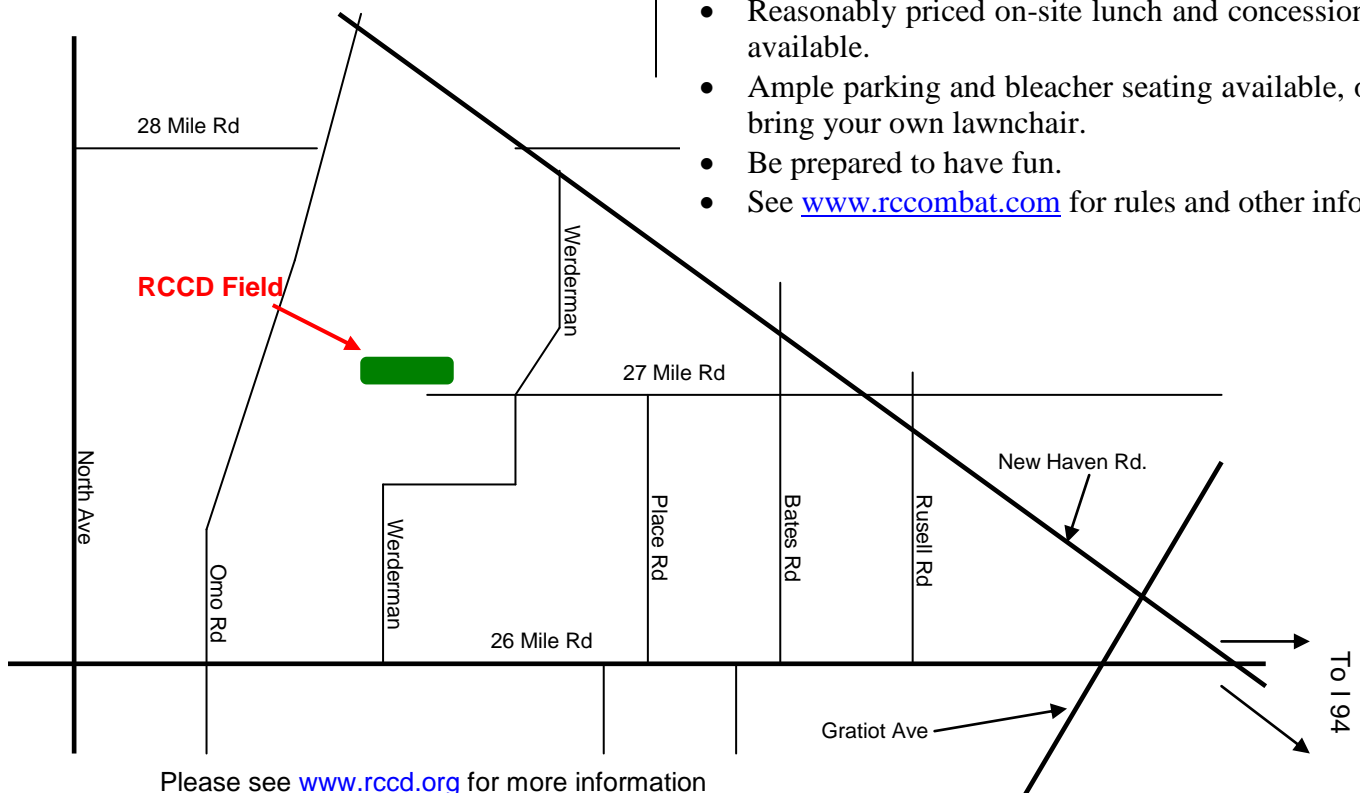 • Reasonably priced on-site lunch and concession
available.
• Ample parking and bleacher seating available,
bring your own lawnchair.
• Be prepared to have fun.
• See www.rccombat.com for rules and other info
28 Mile Rd
Werderman
RCCD Field
27 Mile Rd
North Ave
New Haven Rd.
Place Rd
Bates Rd
Rusell Rd
Werderman
Omo Rd
26 Mile Rd
To I 94
Gratiot Ave
Please see www.rccd.org for more information